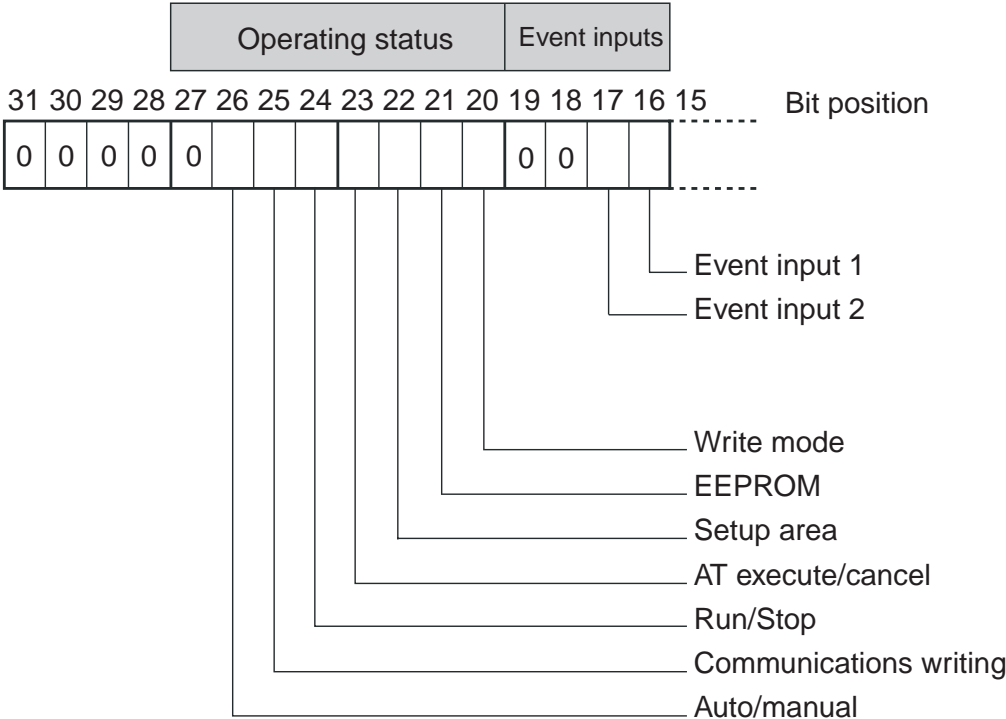 Operating status Event inputs
31 30 29 28 27 26 25 24 23 22 21 20 19 18 17 16 15 Bit position
0 0 0 0 0 0 0
Event input 1
Event input 2
Write mode
EEPROM
Setup area
AT execute/cancel
Run/Stop
Communications writing
Auto/manual